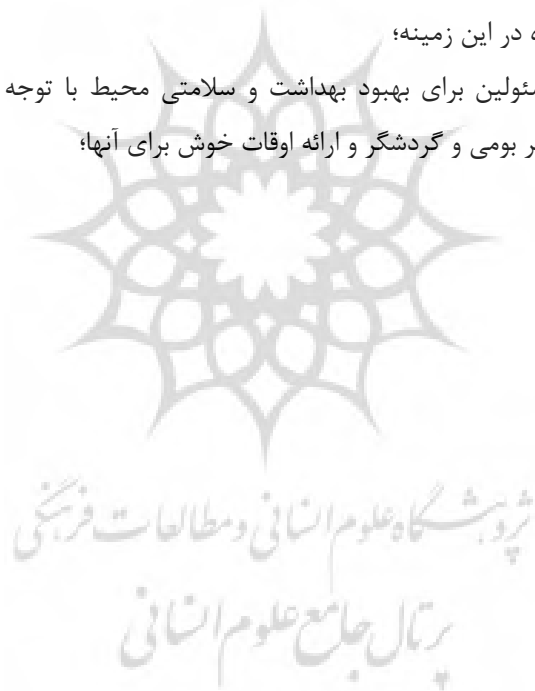 ه در این زمینه؛
ئولین برای بهبود بهداشت و سلامتی محیط با توجه
ر بومی و گردشگر و ارائه اوقات خوش برای آنها؛
پژوهشگاه علوم انسانی و مطالعات فرهنگی
پرتال جامع علوم انسانی